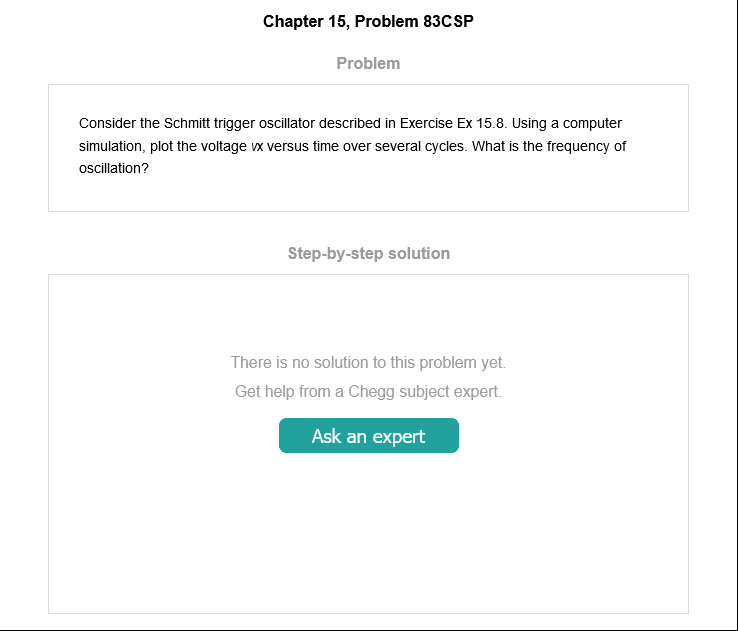 Chapter 15, Problem 83CSP
Problem
Consider the Schmitt trigger oscillator described in Exercise Ex 15.8. Using a computer
simulation, plot the voltage vx versus time over several cycles. What is the frequency of
oscillation?
Step-by-step solution
There is no solution to this problem yet.
Get help from a Chegg subject expert.
Ask an expert